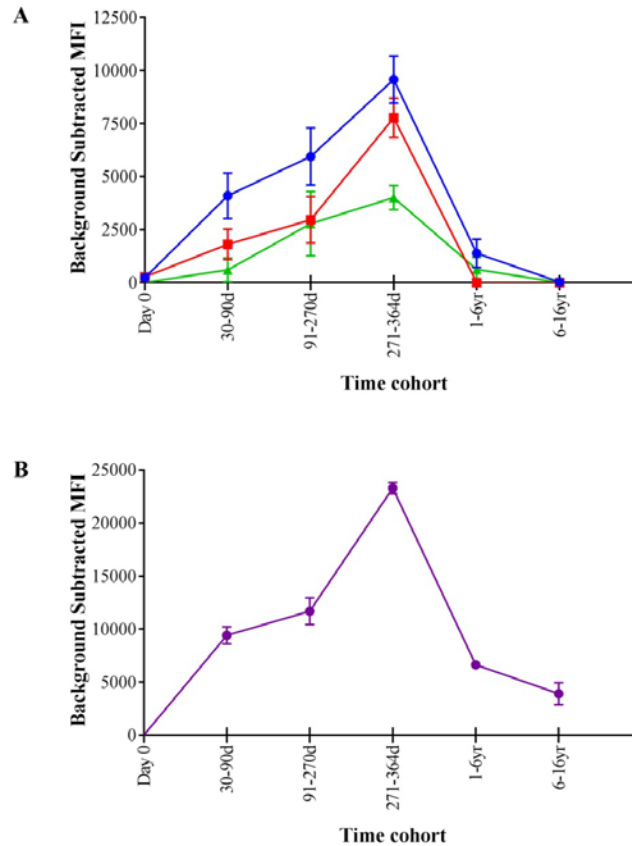 A
Background Subtracted MFI
12500
10000
7500
5000
2500
0
Day 0
30-90d
91-270d
271-364d
1-6yr
6-16yr
Time cohort
B
Background Subtracted MFI
25000
20000
15000
10000
5000
0
Day 0
30-90d
91-270d
271-364d
1-6yr
6-16yr
Time cohort